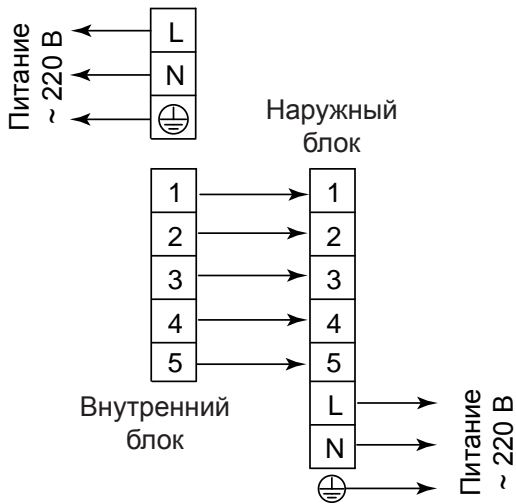 Питание
~ 220 В
L
N
Наружный
блок
1
2
3
4
5
1
2
3
4
5
L
N
Внутренний
блок
Питание
~ 220 В